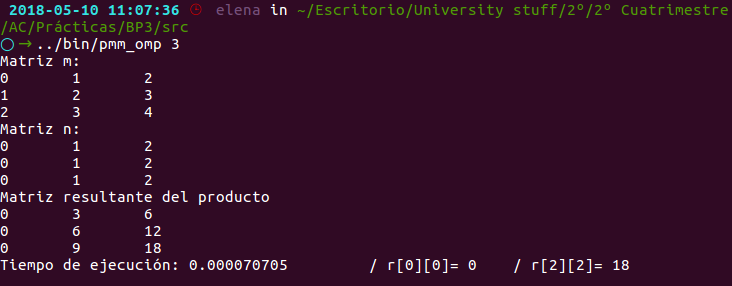 2018-05-10 11:07:36 elena in ~/Escritorio/University stuff/2º/2º Cuatrimestre
/AC/Prácticas/BP3/src
○ → ../bin/pmm_omp 3
Matriz m:
0 1 2
1 2 3
2 3 4
Matriz n:
0 1 2
0 1 2
0 1 2
Matriz resultante del producto
0 3 6
0 6 12
0 9 18
Tiempo de ejecución: 0.000070705 / r[0][0]= 0 / r[2][2]= 18